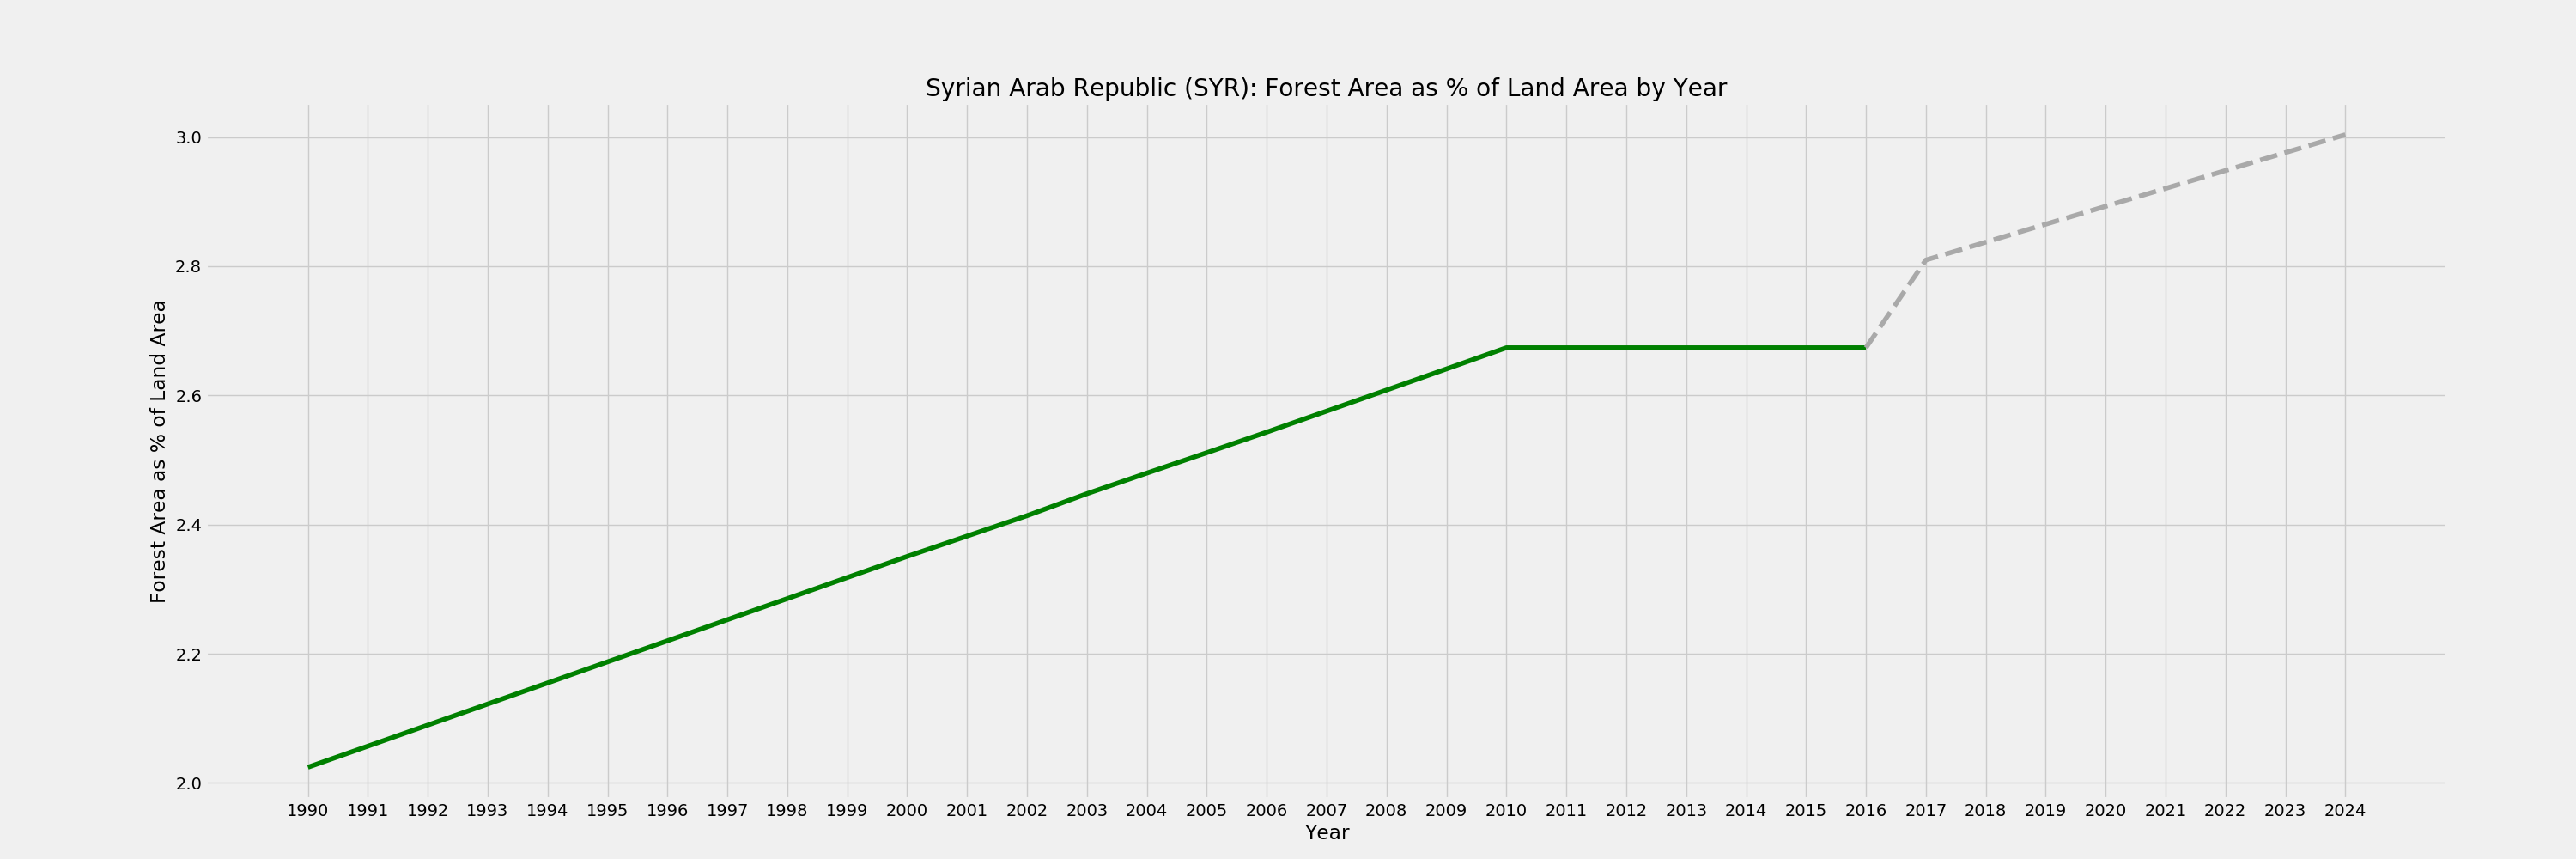 Syrian Arab Republic (SYR): Forest Area as % of Land Area by Year
Forest Area as % of Land Area
3.0
2.8
2.6
2.4
2.2
2.0
1990 1991 1992 1993 1994 1995 1996 1997 1998 1999 2000 2001 2002 2003 2004 2005 2006 2007 2008 2009 2010 2011 2012 2013 2014 2015 2016 2017 2018 2019 2020 2021 2022 2023 2024
Year